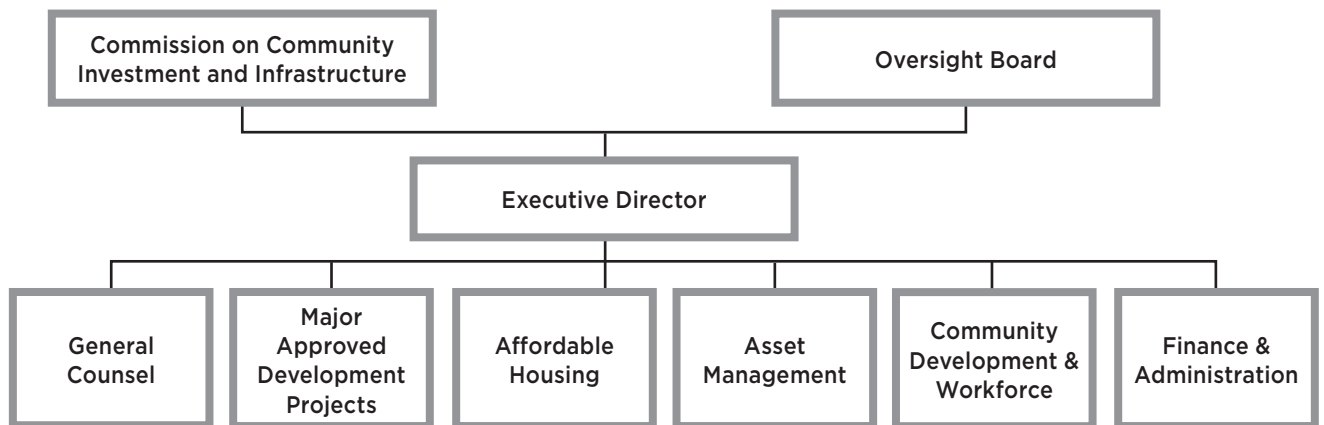 Commission on Community
Investment and Infrastructure
Oversight Board
Executive Director
General
Counsel
Major
Approved
Development
Projects
Affordable
Housing
Asset
Management
Community
Development &
Workforce
Finance &
Administration